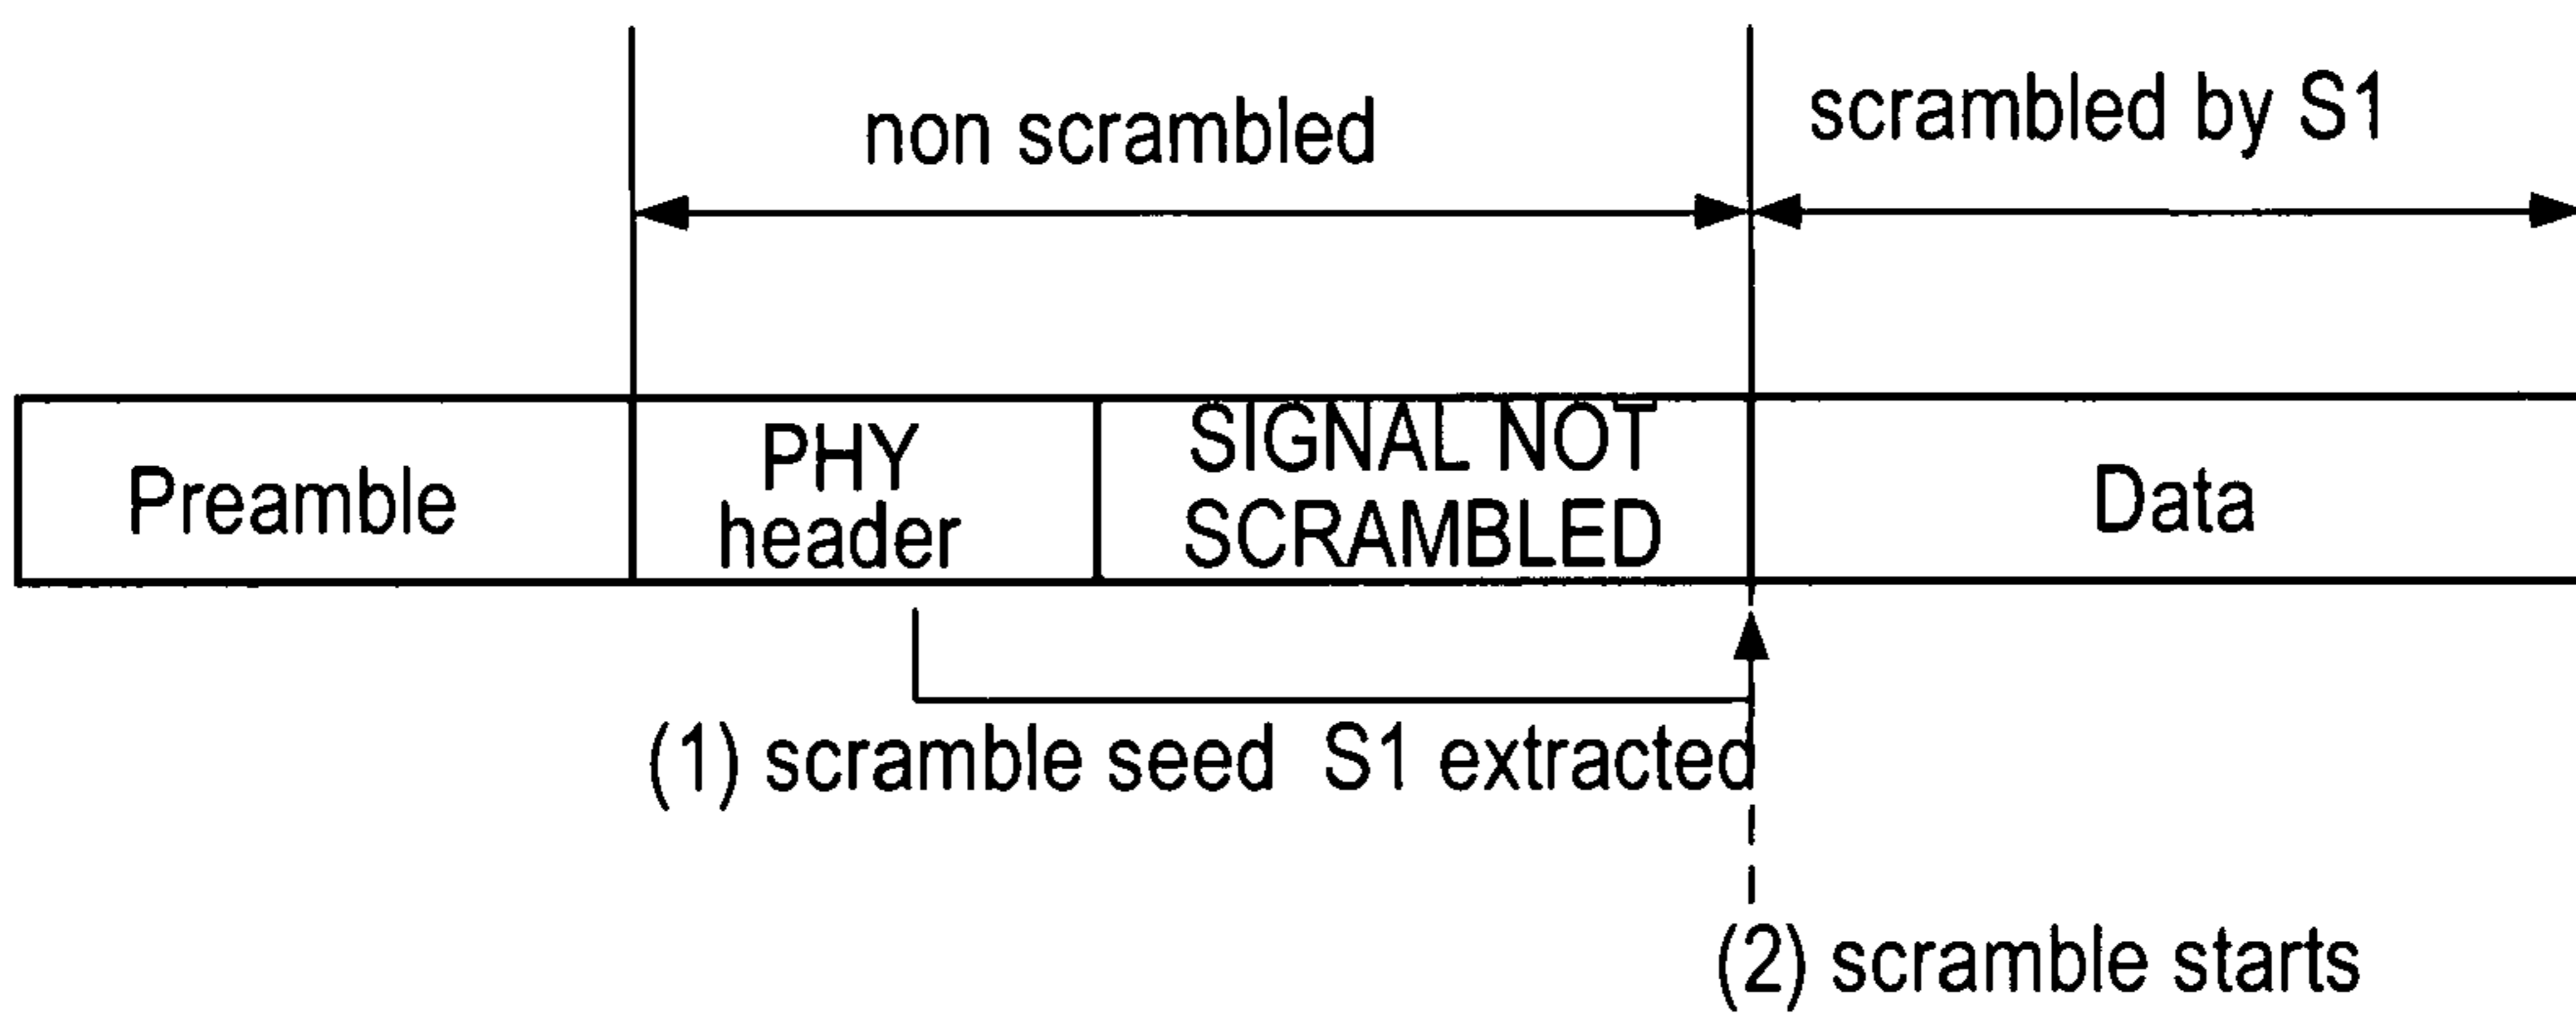 non scrambled
scrambled by S1
Preamble
PHY
header
SIGNAL NOT
SCRAMBLED
Data
(1) scramble seed S1 extracted
(2) scramble starts